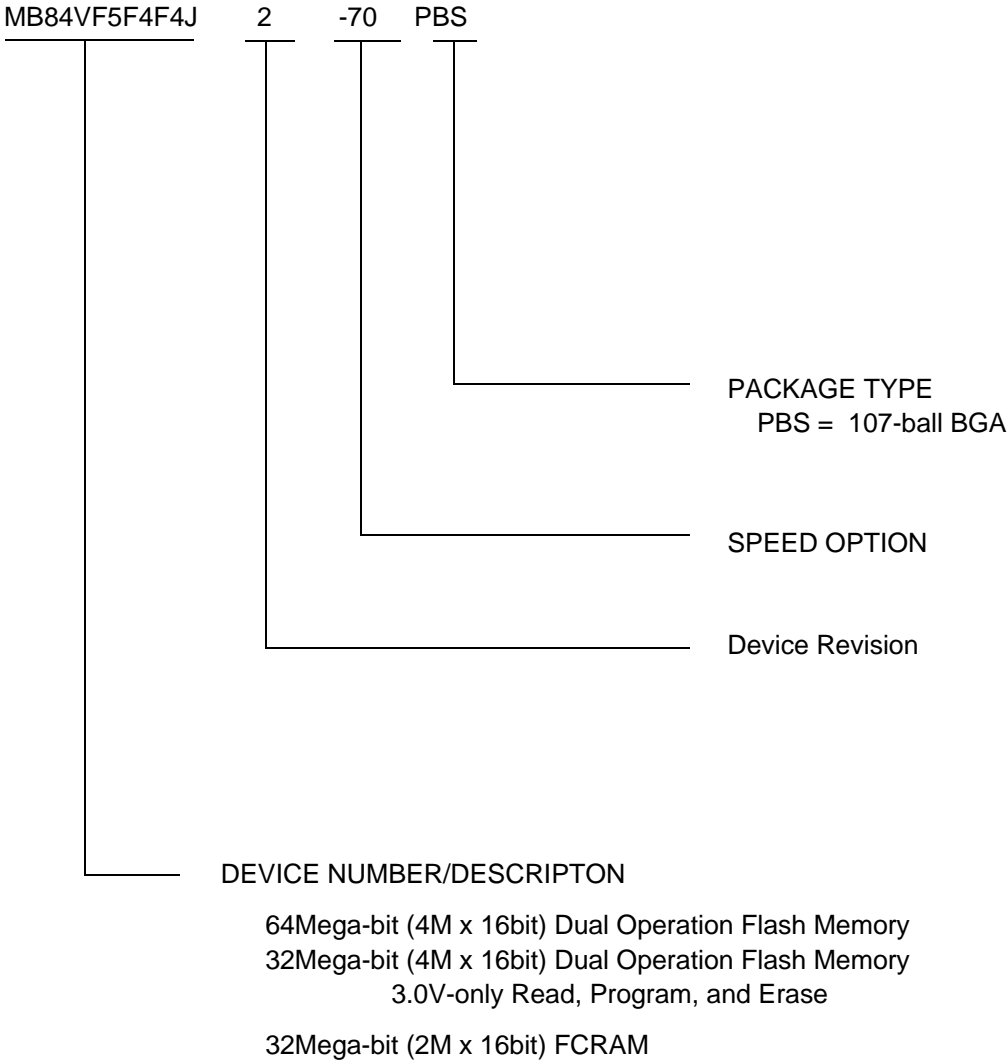 MB84VF5F4F4J 2 -70 PBS
PACKAGE TYPE
PBS = 107-ball BGA
SPEED OPTION
Device Revision
DEVICE NUMBER/DESCRIPTON
64Mega-bit (4M x 16bit) Dual Operation Flash Memory
32Mega-bit (4M x 16bit) Dual Operation Flash Memory
3.0V-only Read, Program, and Erase
32Mega-bit (2M x 16bit) FCRAM